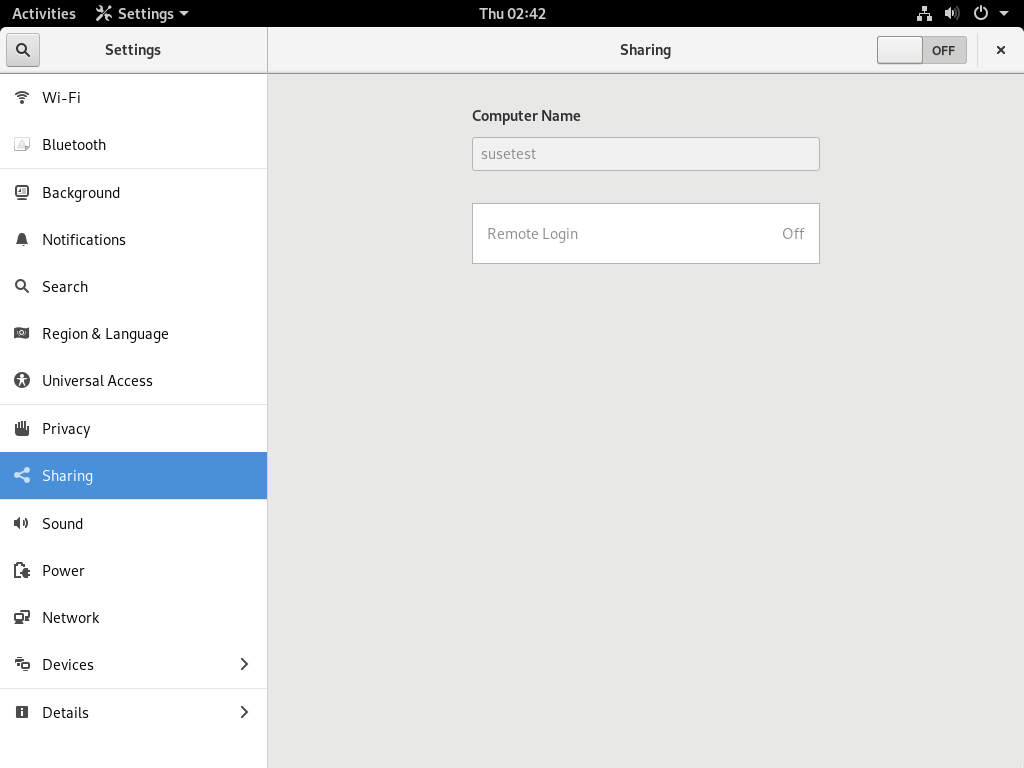 Activities Settings Thu 02:42
Settings Sharing OFF
Wi-Fi
Bluetooth
Background
Notifications
Search
Region & Language
Universal Access
Privacy
Sharing
Sound
Power
Network
Devices
Details
Computer Name
susetest
Remote Login Off